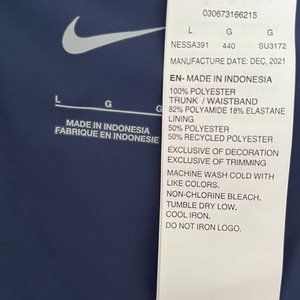 L G G
MADE IN INDONESIA
FABRIQUE EN INDONESIE
030673166215
L G G
NESSA391 440 SU3172
MANUFACTURE DATE: DEC, 2021
EN- MADE IN INDONESIA
100% POLYESTER
TRUNK / WAISTBAND
82% POLYAMIDE 18% ELASTANE
LINING
50% POLYESTER
50% RECYCLED POLYESTER
EXCLUSIVE OF DECORATION
EXCLUSIVE OF TRIMMING
MACHINE WASH COLD WITH
LIKE COLORS.
NON-CHLORINE BLEACH.
TUMBLE DRY LOW.
COOL IRON.
DO NOT IRON LOGO.